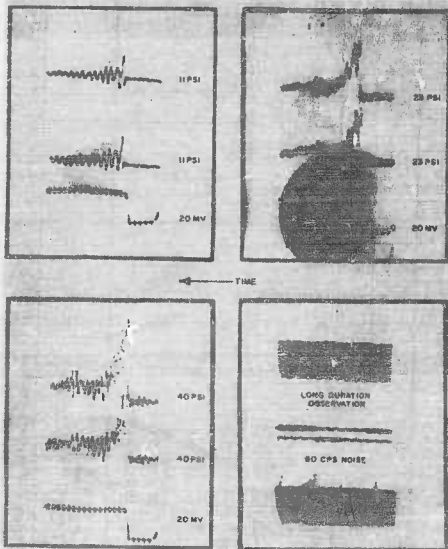 11 PSI
11 PSI
20 MV
23 PSI
23 PSI
20 MV
TIME
40 PSI
40 PSI
20 MV
LONG DURATION
OBSERVATION
60 CPS NOISE